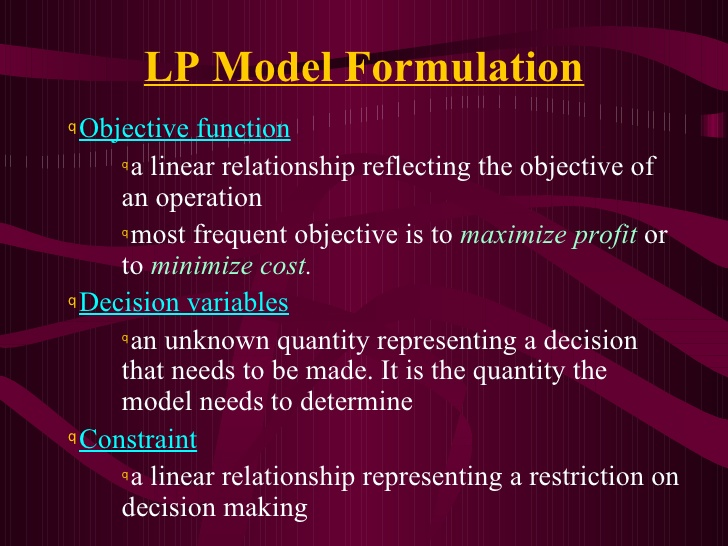 LP Model Formulation
qObjective function
qa linear relationship reflecting the objective of
an operation
qmost frequent objective is to maximize profit or
to minimize cost.
qDecision variables
qan unknown quantity representing a decision
that needs to be made. It is the quantity the
model needs to determine
qConstraint
qa linear relationship representing a restriction on
decision making